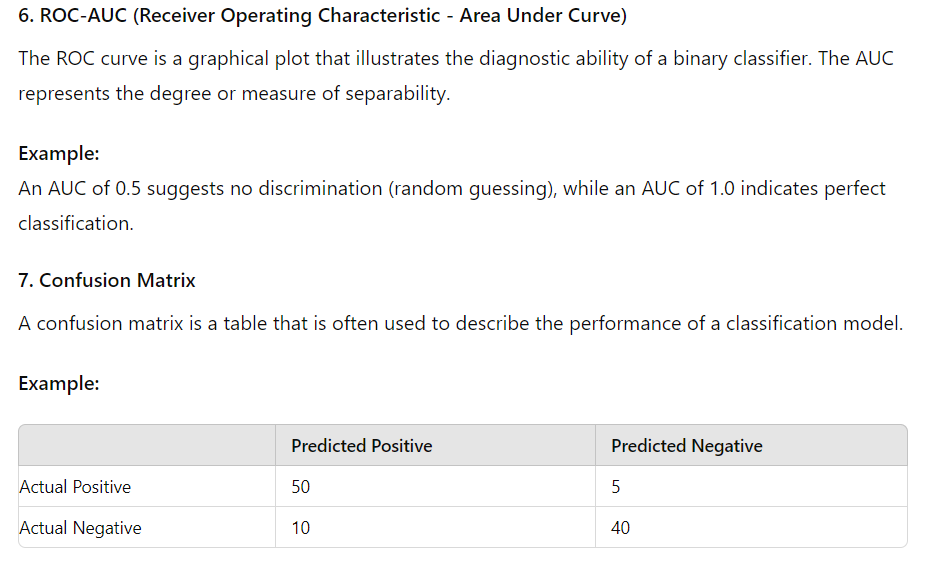 6. ROC-AUC (Receiver Operating Characteristic - Area Under Curve)
The ROC curve is a graphical plot that illustrates the diagnostic ability of a binary classifier. The AUC
represents the degree or measure of separability.
Example:
An AUC of 0.5 suggests no discrimination (random guessing), while an AUC of 1.0 indicates perfect
classification.
7. Confusion Matrix
A confusion matrix is a table that is often used to describe the performance of a classification model.
Example:
Predicted Positive Predicted Negative
Actual Positive 50 5
Actual Negative 10 40